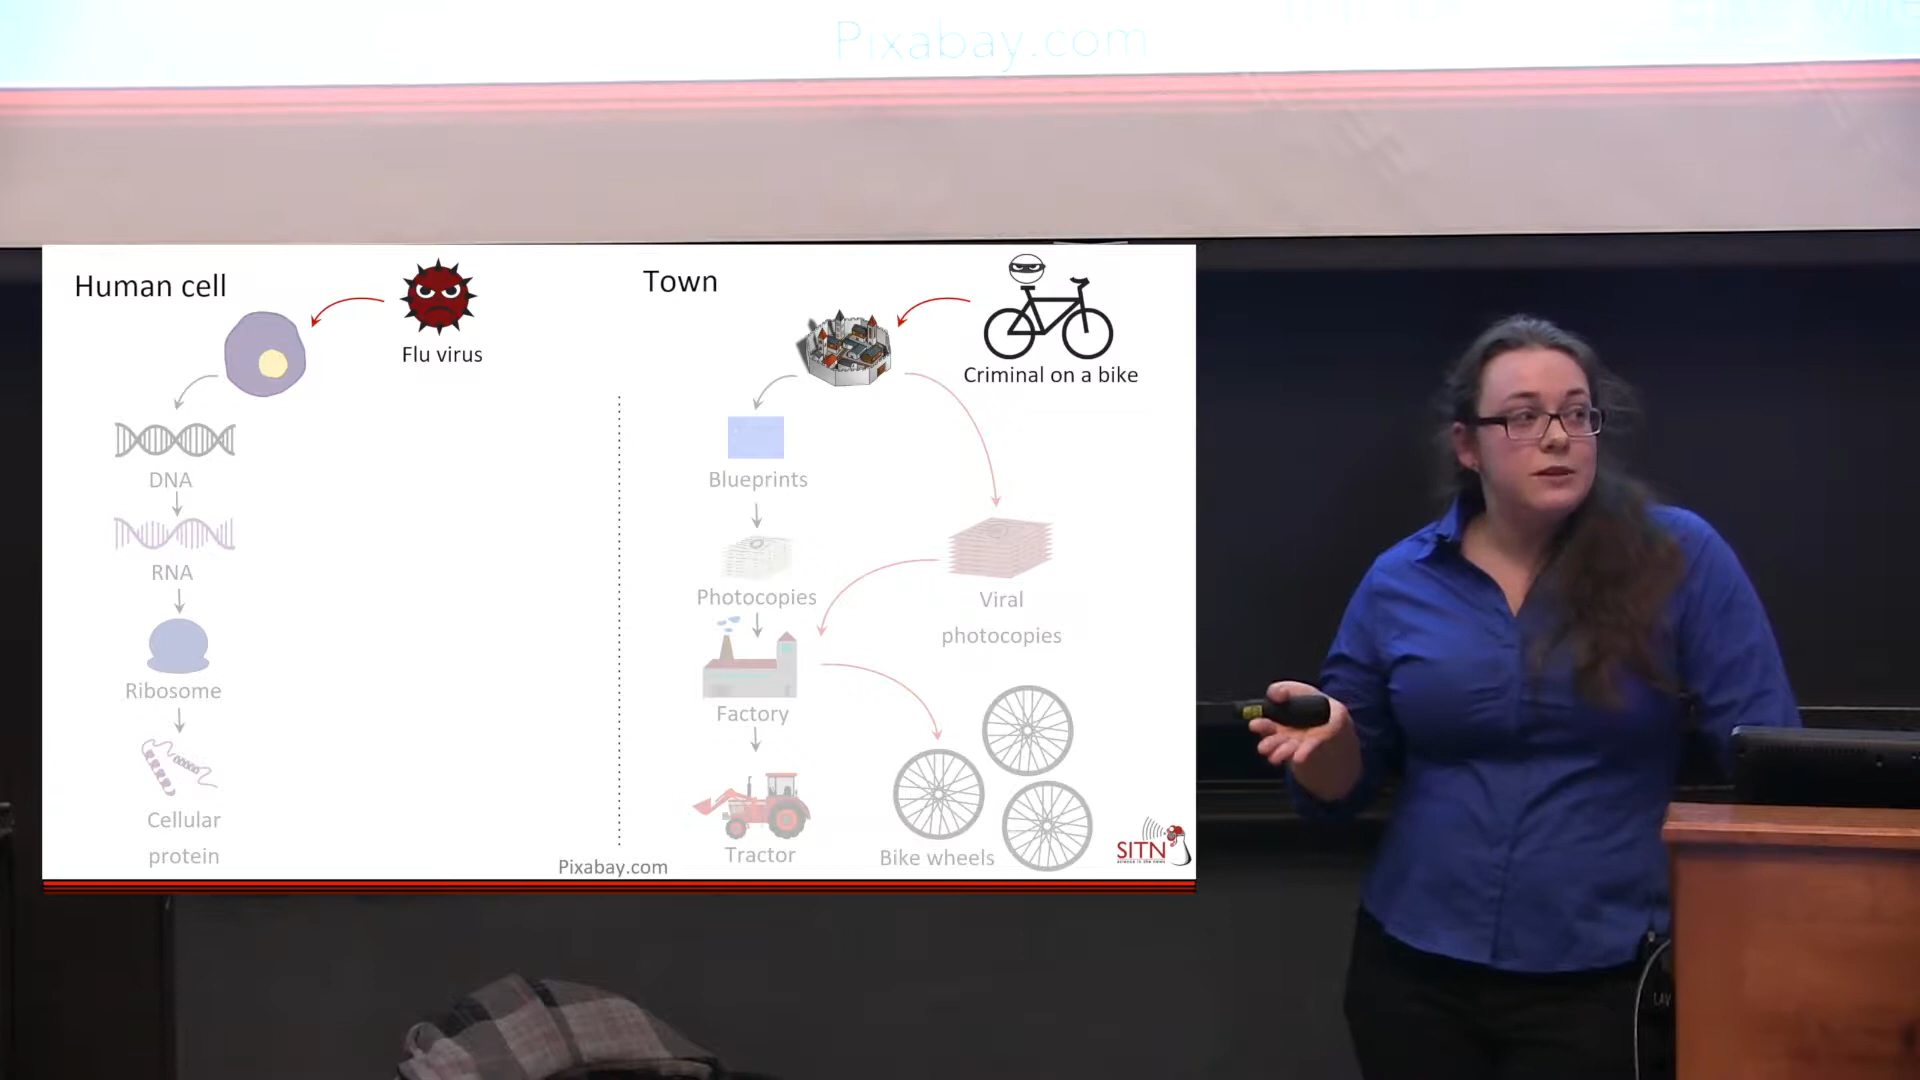 Pixabay.com
Human cell
Flu virus
DNA
RNA
Ribosome
Cellular
protein
Town
Criminal on a bike
Blueprints
Photocopies
Viral
photocopies
Factory
Tractor
Bike wheels
Pixabay.com
SITN
LAV